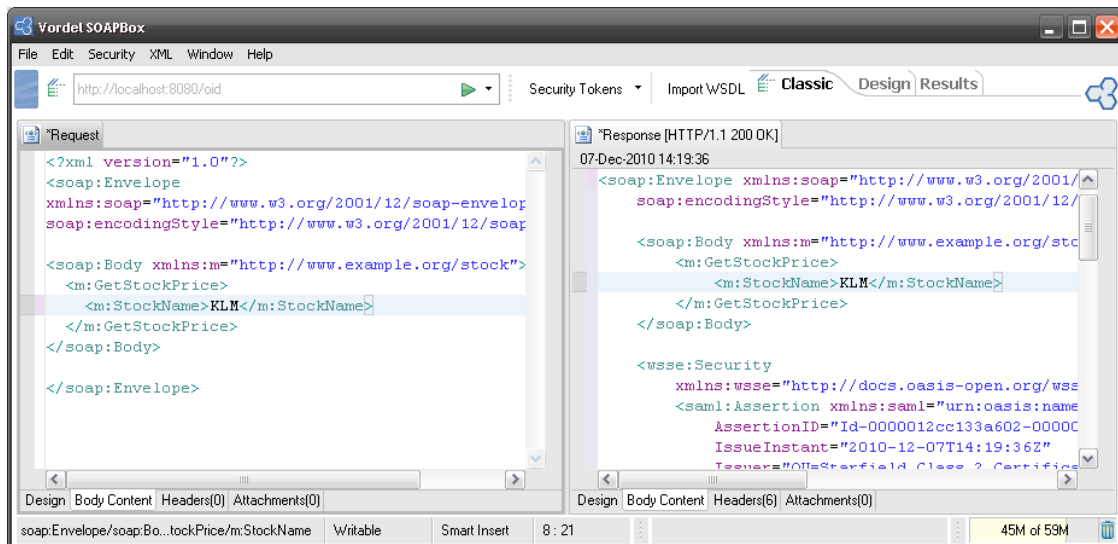 Vordel SOAPBox
File Edit Security XML Window Help
http://localhost:8080/oid Security Tokens Import WSDL Classic Design Results
*Request
<?xml version="1.0"?>
<soap:Envelope
xmlns:soap="http://www.w3.org/2001/12/soap-envelop
soap:encodingStyle="http://www.w3.org/2001/12/soap
<soap:Body xmlns:m="http://www.example.org/stock">
<m:GetStockPrice>
<m:StockName>KLM</m:StockName>
</m:GetStockPrice>
</soap:Body>
</soap:Envelope>
Design Body Content Headers(0) Attachments(0)
*Response [HTTP/1.1 200 OK]
07-Dec-2010 14:19:36
<soap:Envelope xmlns:soap="http://www.w3.org/2001/
soap:encodingStyle="http://www.w3.org/2001/12/
<soap:Body xmlns:m="http://www.example.org/stc
<m:GetStockPrice>
<m:StockName>KLM</m:StockName>
</m:GetStockPrice>
</soap:Body>
<wsse:Security
xmlns:wsse="http://docs.oasis-open.org/wss
<saml:Assertion xmlns:saml="urn:oasis:name
AssertionID="Id-0000012cc133a602-00000
IssueInstant="2010-12-07T14:19:36Z"
Issuer="OU=Starfield Class 2 Certifica
Design Body Content Headers(6) Attachments(0)
soap:Envelope/soap:Bo...tockPrice/m:StockName Writable Smart Insert 8 : 21 45M of 59M